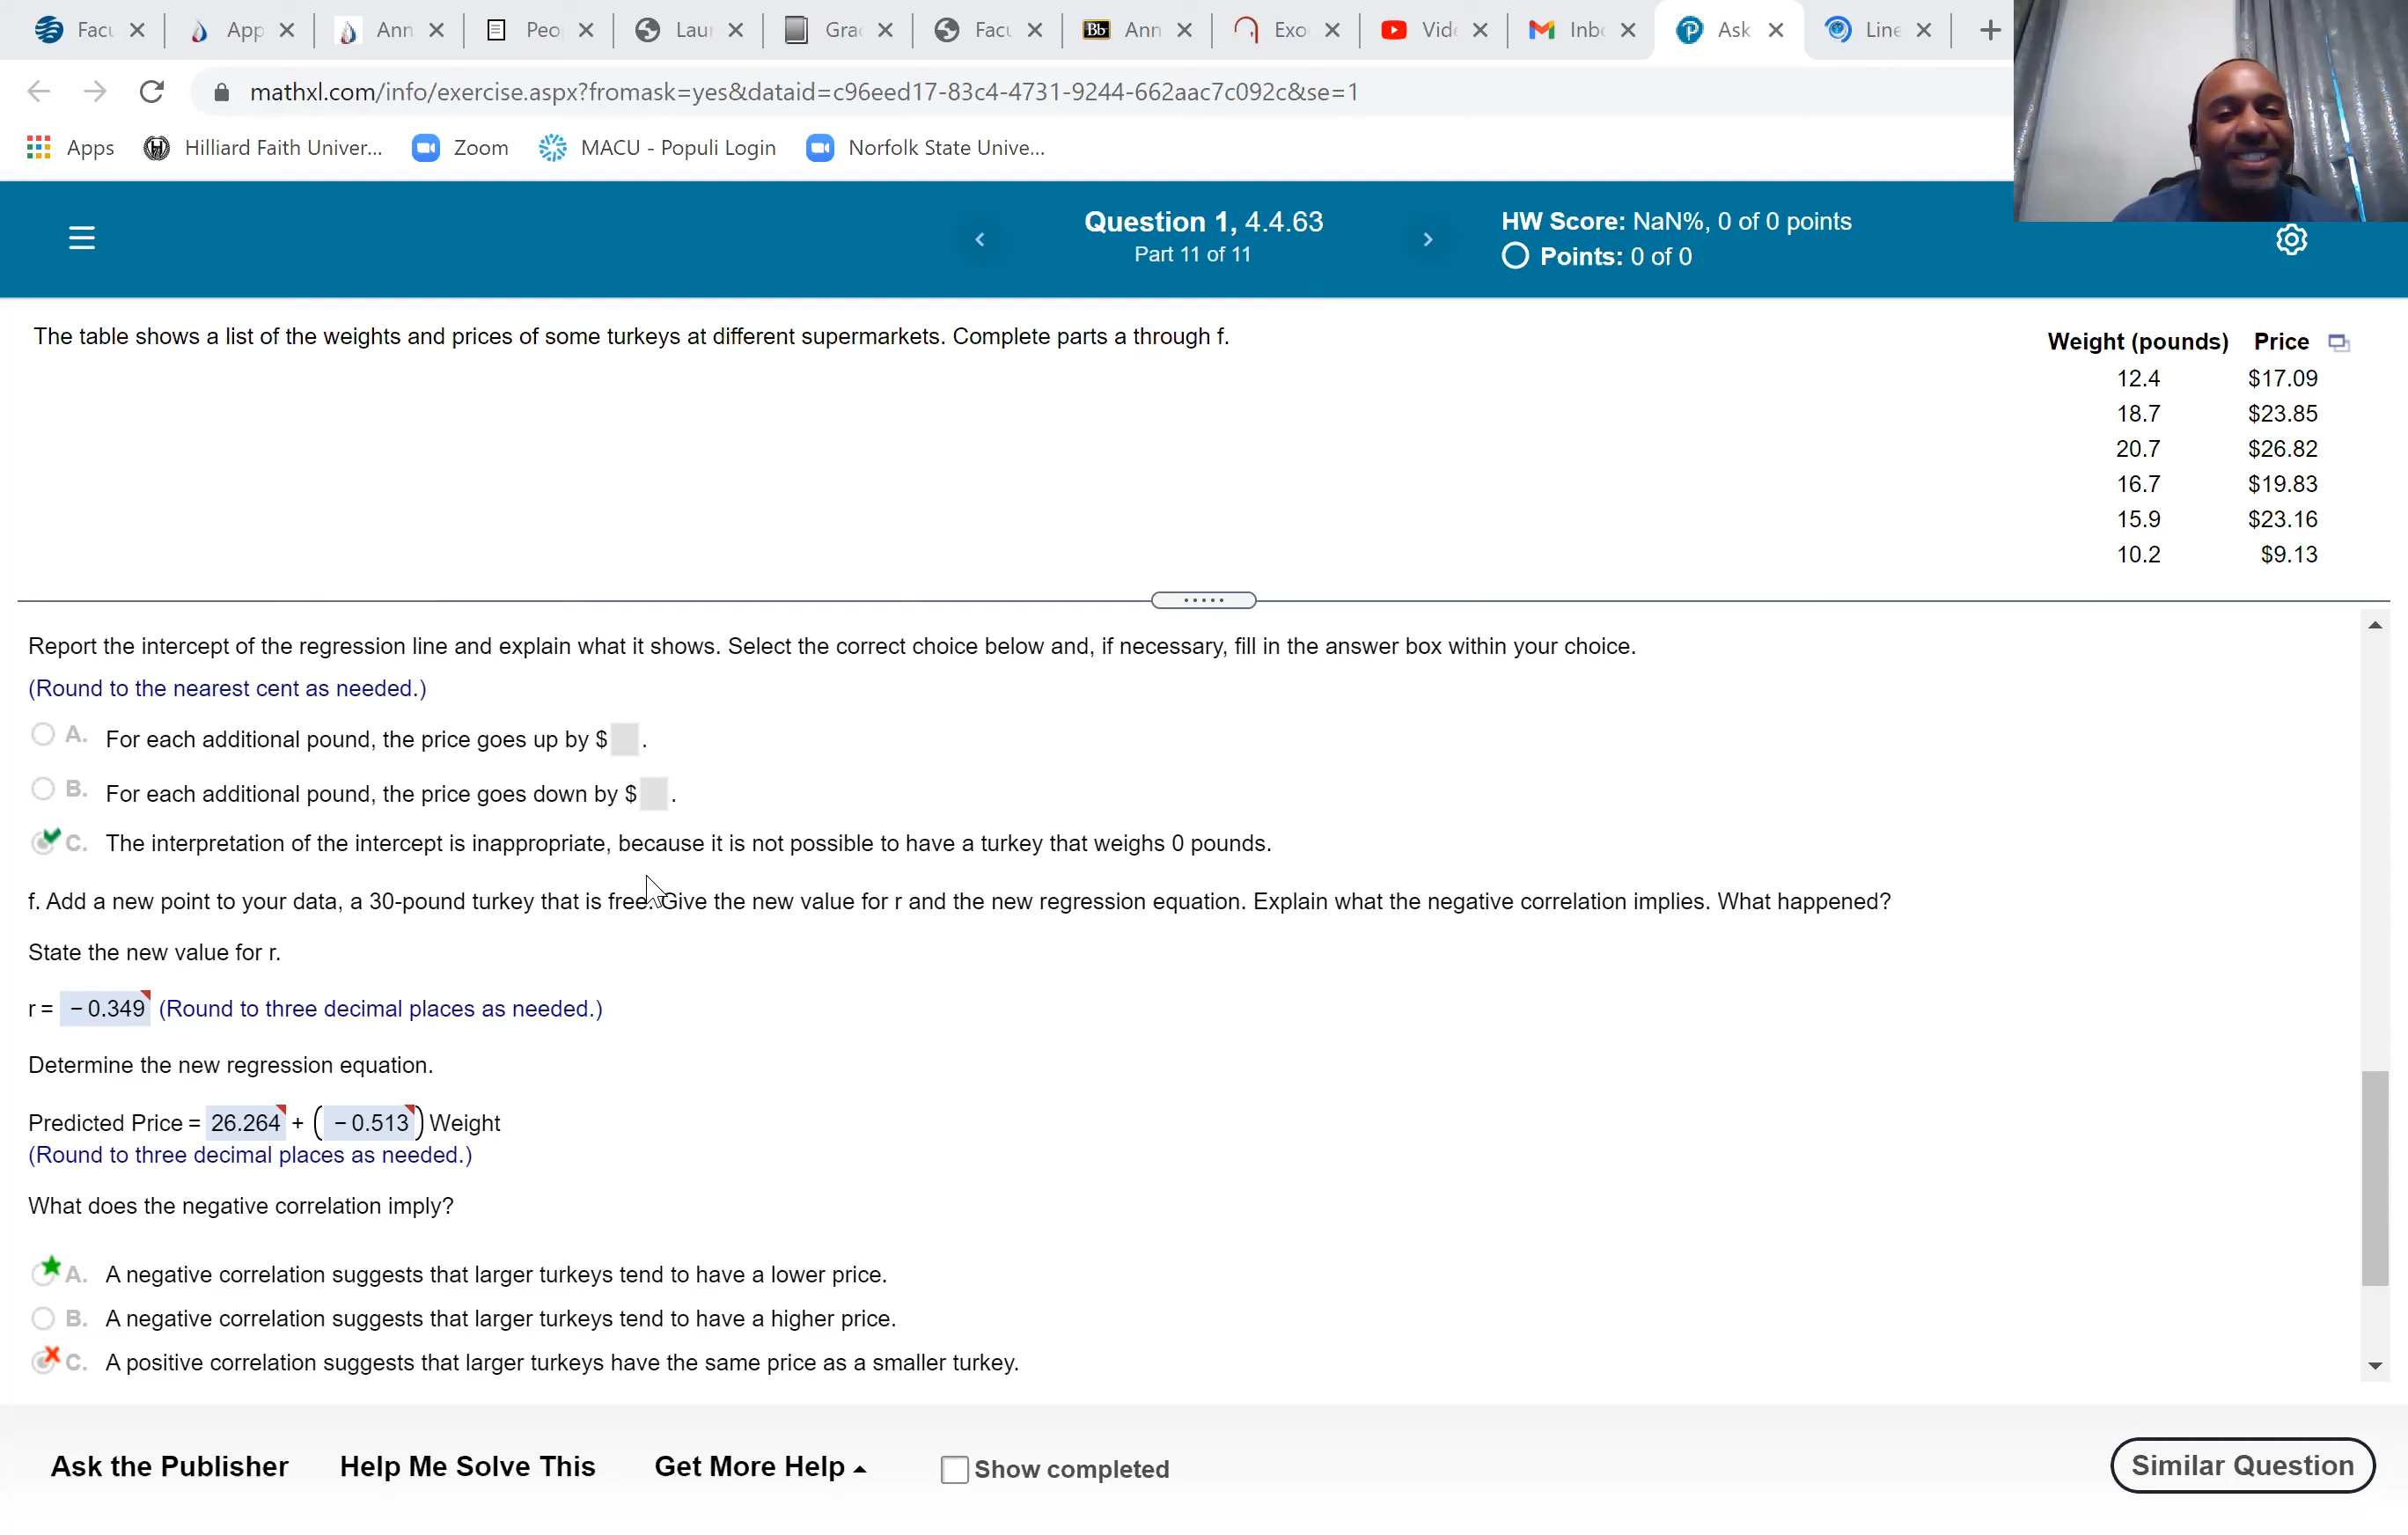 Facu
App
Ann
Peo
Laun
Grac
Facu
Bb Ann
Exo
Vide
Inbo
Ask
Line
mathxl.com/info/exercise.aspx?fromask=yes&dataid=c96eed17-83c4-4731-9244-662aac7c092c&se=1
Apps Hilliard Faith Univer... Zoom MACU - Populi Login Norfolk State Unive...
Question 1, 4.4.63
Part 11 of 11
HW Score: NaN%, 0 of 0 points
Points: 0 of 0
The table shows a list of the weights and prices of some turkeys at different supermarkets. Complete parts a through f.
Weight (pounds) Price
12.4 $17.09
18.7 $23.85
20.7 $26.82
16.7 $19.83
15.9 $23.16
10.2 $9.13
Report the intercept of the regression line and explain what it shows. Select the correct choice below and, if necessary, fill in the answer box within your choice.
(Round to the nearest cent as needed.)
A. For each additional pound, the price goes up by $ .
B. For each additional pound, the price goes down by $ .
C. The interpretation of the intercept is inappropriate, because it is not possible to have a turkey that weighs 0 pounds.
f. Add a new point to your data, a 30-pound turkey that is free. Give the new value for r and the new regression equation. Explain what the negative correlation implies. What happened?
State the new value for r.
r = − 0.349 (Round to three decimal places as needed.)
Determine the new regression equation.
Predicted Price = 26.264 + ( − 0.513 ) Weight
(Round to three decimal places as needed.)
What does the negative correlation imply?
A. A negative correlation suggests that larger turkeys tend to have a lower price.
B. A negative correlation suggests that larger turkeys tend to have a higher price.
C. A positive correlation suggests that larger turkeys have the same price as a smaller turkey.
Ask the Publisher Help Me Solve This Get More Help Show completed Similar Question